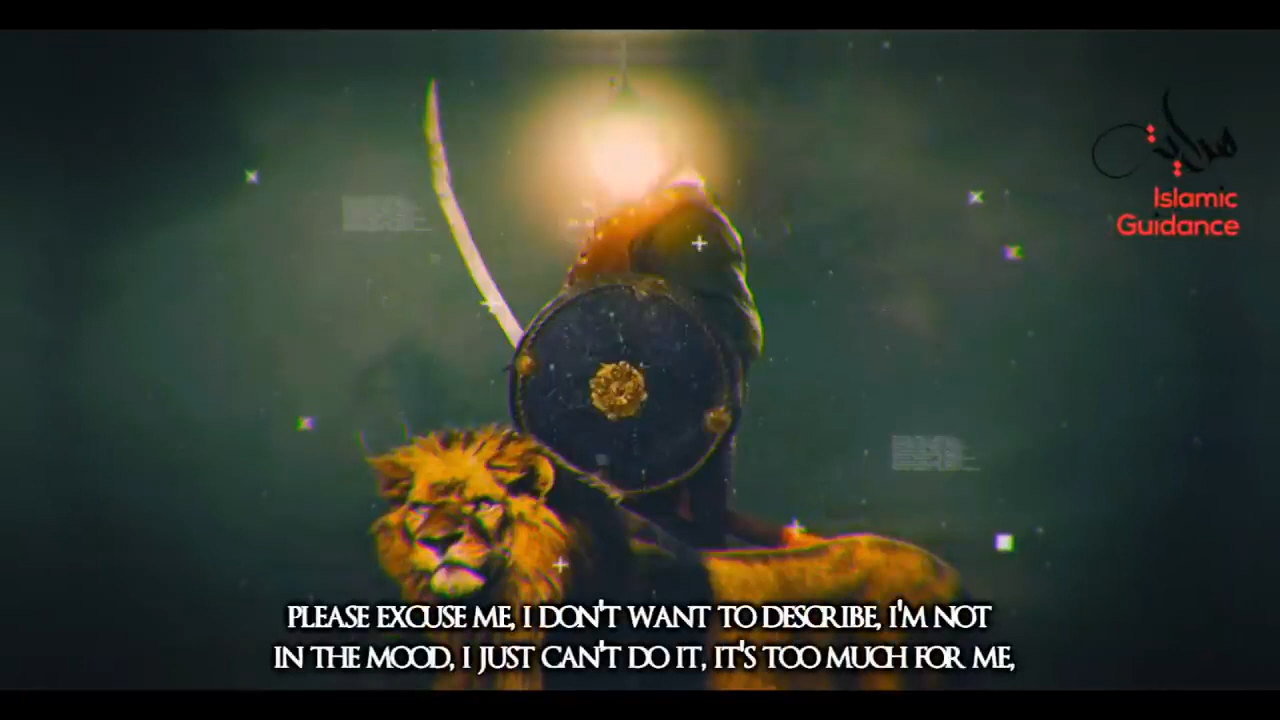 هداية
Islamic
Guidance
PLEASE EXCUSE ME, I DON'T WANT TO DESCRIBE, I'M NOT
IN THE MOOD, I JUST CAN'T DO IT, IT'S TOO MUCH FOR ME,